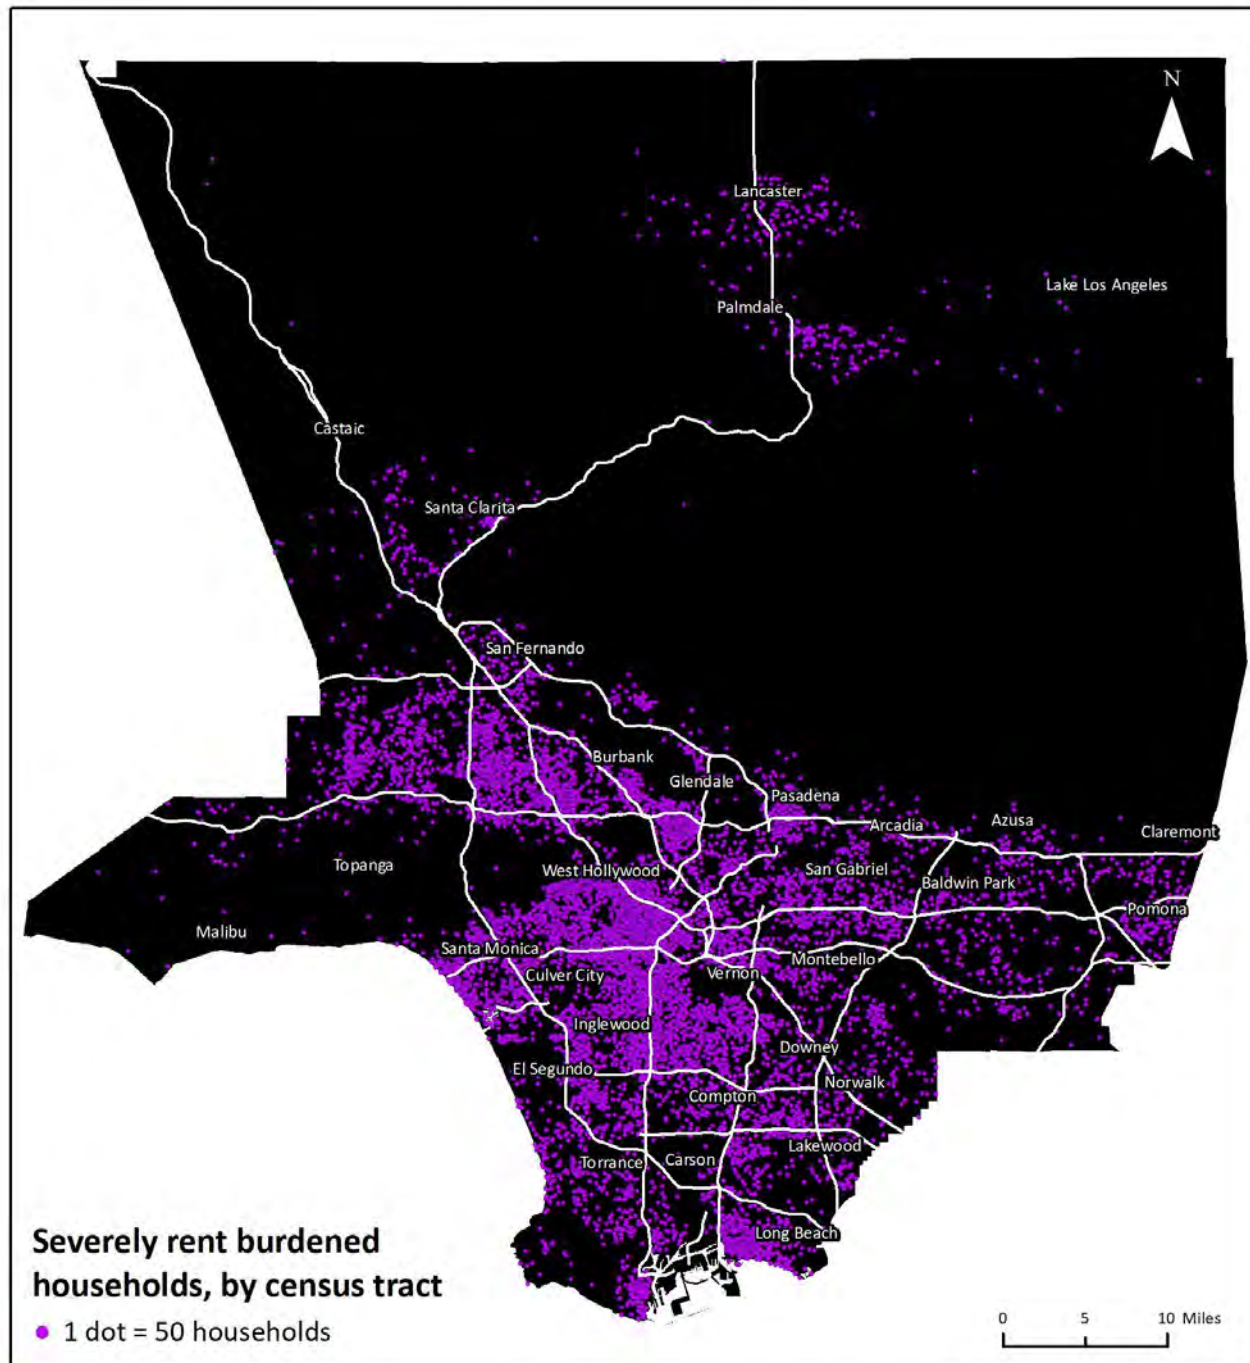 N
Lancaster
Lake Los Angeles
Palmdale
Castaic
Santa Clarita
San Fernando
Burbank
Glendale
Pasadena
Arcadia
Azusa
Claremont
Topanga
West Hollywood
San Gabriel
Baldwin Park
Pomona
Malibu
Santa Monica
Culver City
Vernon
Montebello
Inglewood
Downey
El Segundo
Norwalk
Compton
Lakewood
Torrance
Carson
Long Beach
Severely rent burdened
households, by census tract
1 dot = 50 households
0 5 10 Miles